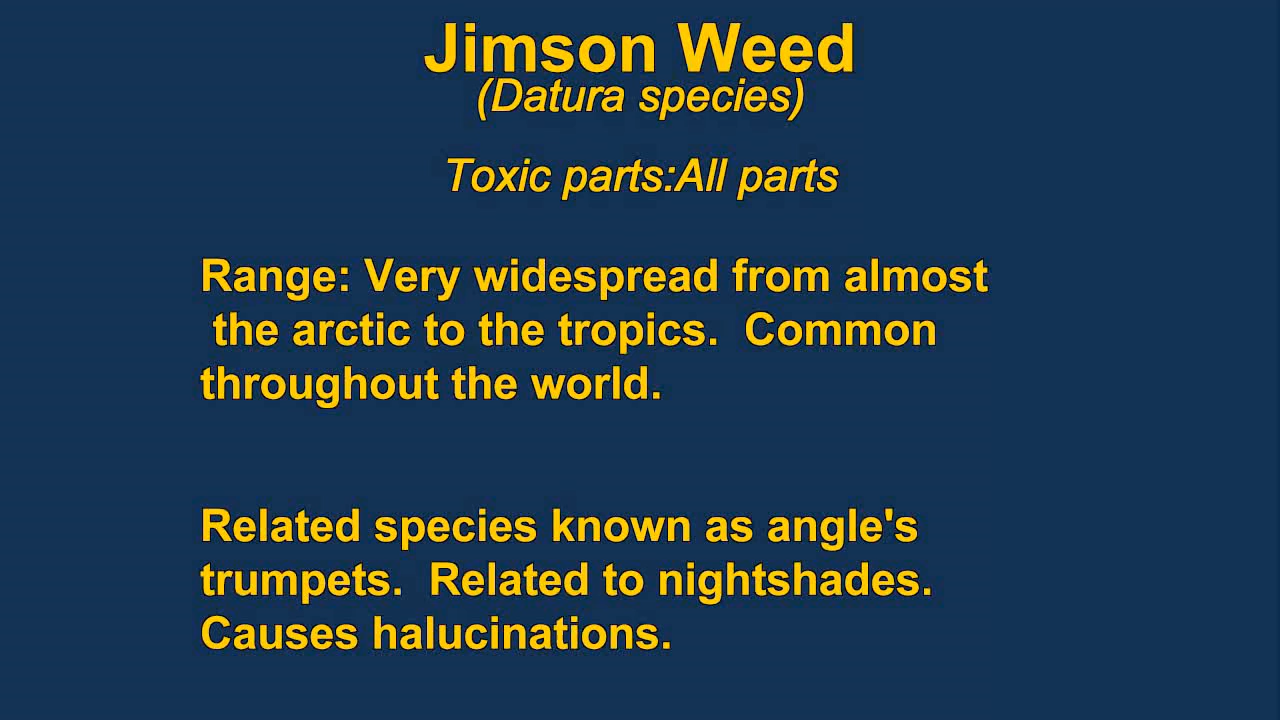 Jimson Weed
(Datura species)
Toxic parts:All parts
Range: Very widespread from almost
the arctic to the tropics.  Common
throughout the world.
Related species known as angle's
trumpets.  Related to nightshades.
Causes halucinations.